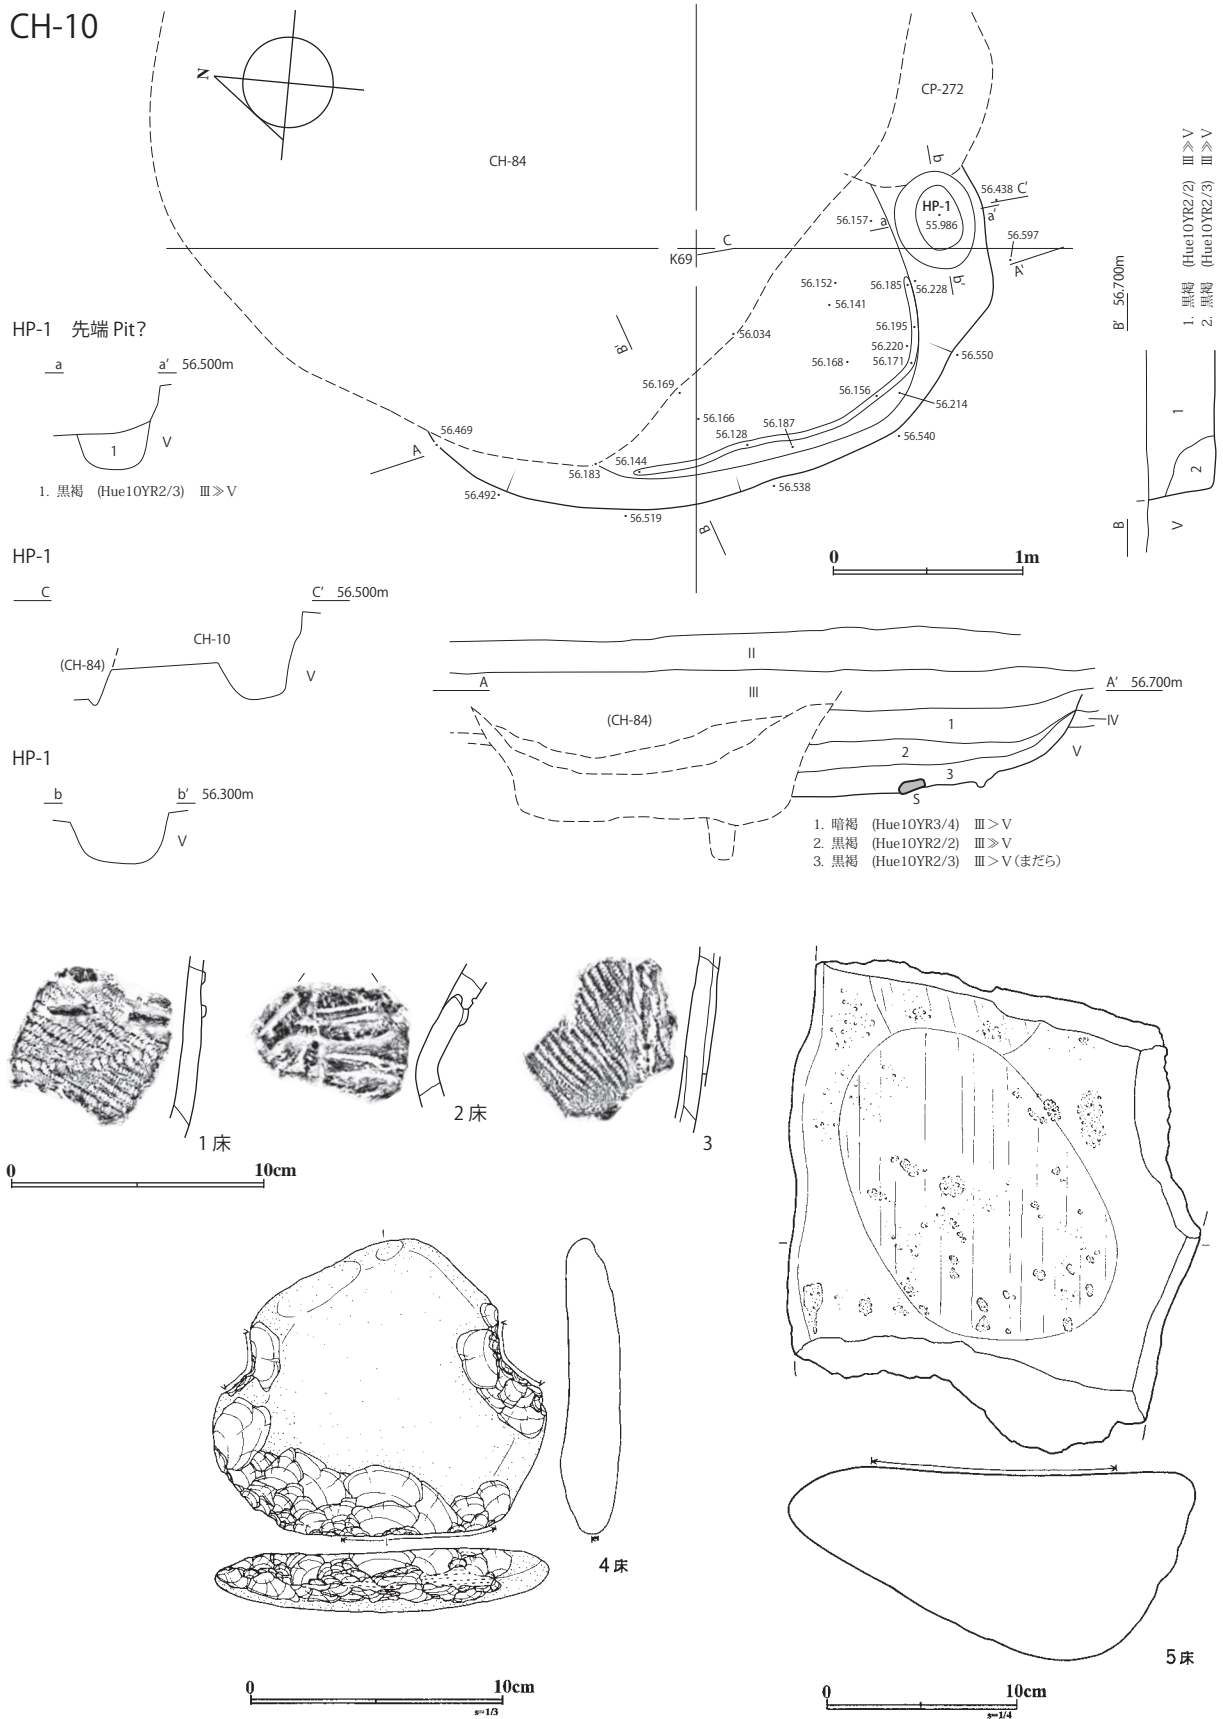 CH-10
N
CH-84
CP-272
b
HP-1
55.986
56.438 C′
a′
56.157
a
56.597
A′
C
K69
b′
56.152
56.185
56.228
56.141
56.195
56.034
B′
56.220
56.168
56.171
56.550
56.169
56.156
56.214
56.166
56.187
56.128
56.540
56.469
A
56.144
56.183
56.492
56.538
56.519
B
0 1m
1. 黒褐 (Hue10YR2/2) Ⅲ≫Ⅴ
2. 黒褐 (Hue10YR2/3) Ⅲ≫Ⅴ
B′ 56.700m
1
2
B
V
HP-1 先端 Pit?
a a′ 56.500m
1 V
1. 黒褐 (Hue10YR2/3) Ⅲ≫Ⅴ
HP-1
C C′ 56.500m
CH-10
(CH-84)
V
HP-1
b b′ 56.300m
V
II
A A′ 56.700m
III
(CH-84)
1
IV
2
V
3
S
1. 暗褐 (Hue10YR3/4) Ⅲ>Ⅴ
2. 黒褐 (Hue10YR2/2) Ⅲ≫Ⅴ
3. 黒褐 (Hue10YR2/3) Ⅲ>Ⅴ(まだら)
1 床
2 床
3
0 10cm
4 床
5 床
0 10cm
s=1/3
0 10cm
s=1/4